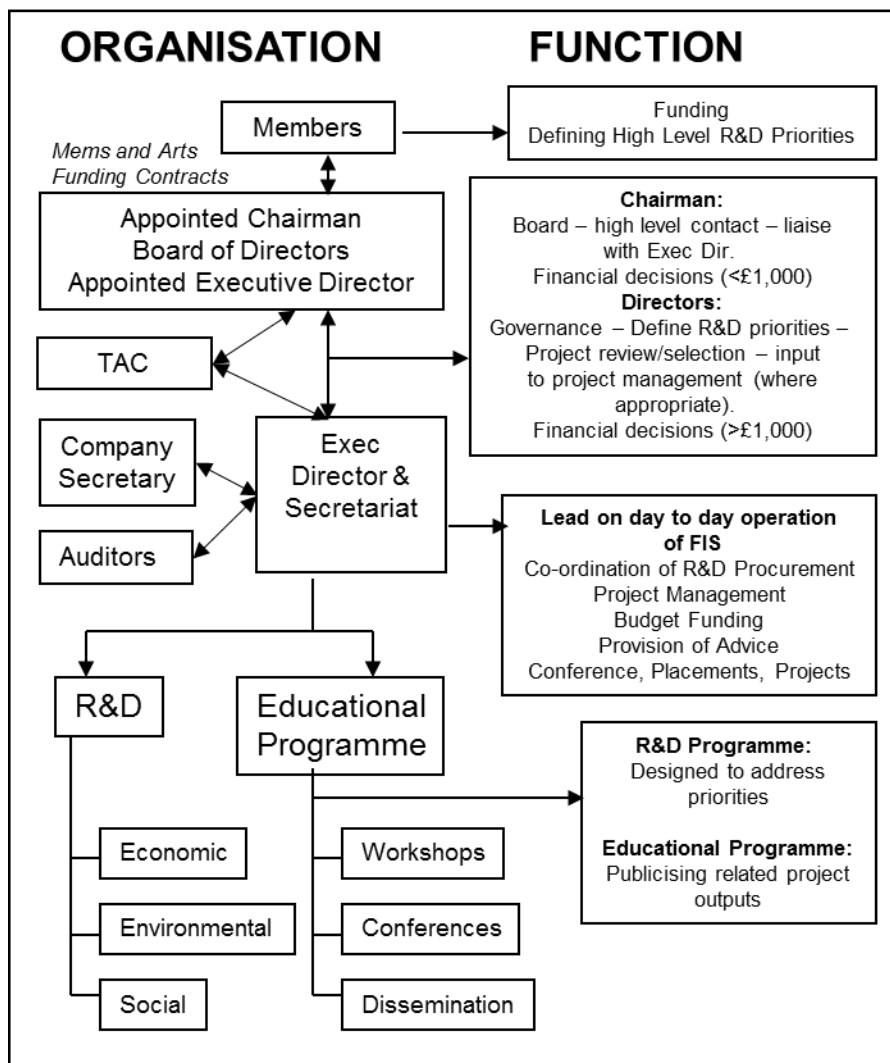 ORGANISATION
FUNCTION
Members
Funding
Defining High Level R&D Priorities
Mems and Arts
Funding Contracts
Appointed Chairman
Board of Directors
Appointed Executive Director
Chairman:
Board – high level contact – liaise
with Exec Dir.
Financial decisions (<£1,000)
Directors:
Governance – Define R&D priorities –
Project review/selection – input
to project management (where
appropriate).
Financial decisions (>£1,000)
TAC
Company
Secretary
Auditors
Exec
Director &
Secretariat
Lead on day to day operation
of FIS
Co-ordination of R&D Procurement
Project Management
Budget Funding
Provision of Advice
Conference, Placements, Projects
R&D
Educational
Programme
R&D Programme:
Designed to address
priorities
Educational Programme:
Publicising related project
outputs
Economic
Environmental
Social
Workshops
Conferences
Dissemination